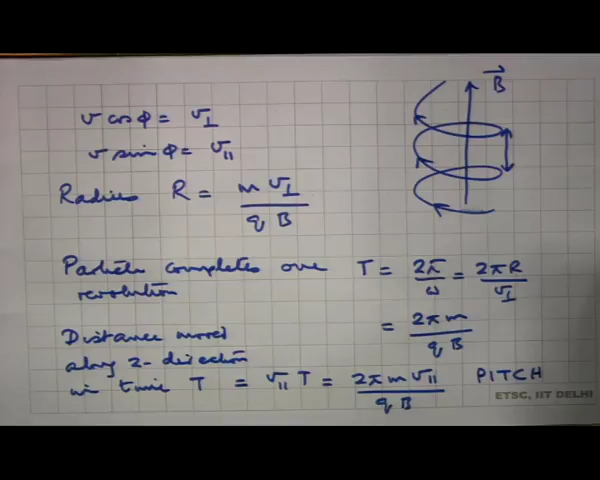 v cos φ = v⊥
B⃗
v sin φ = v||
Radius R = m v⊥ / q B
Particle completes one T = 2π / ω = 2πR / v⊥
revolution
= 2πm / q B
Distance moved
along z-direction
in time T = v|| T = 2πm v|| / q B PITCH
ETSC, IIT DELHI